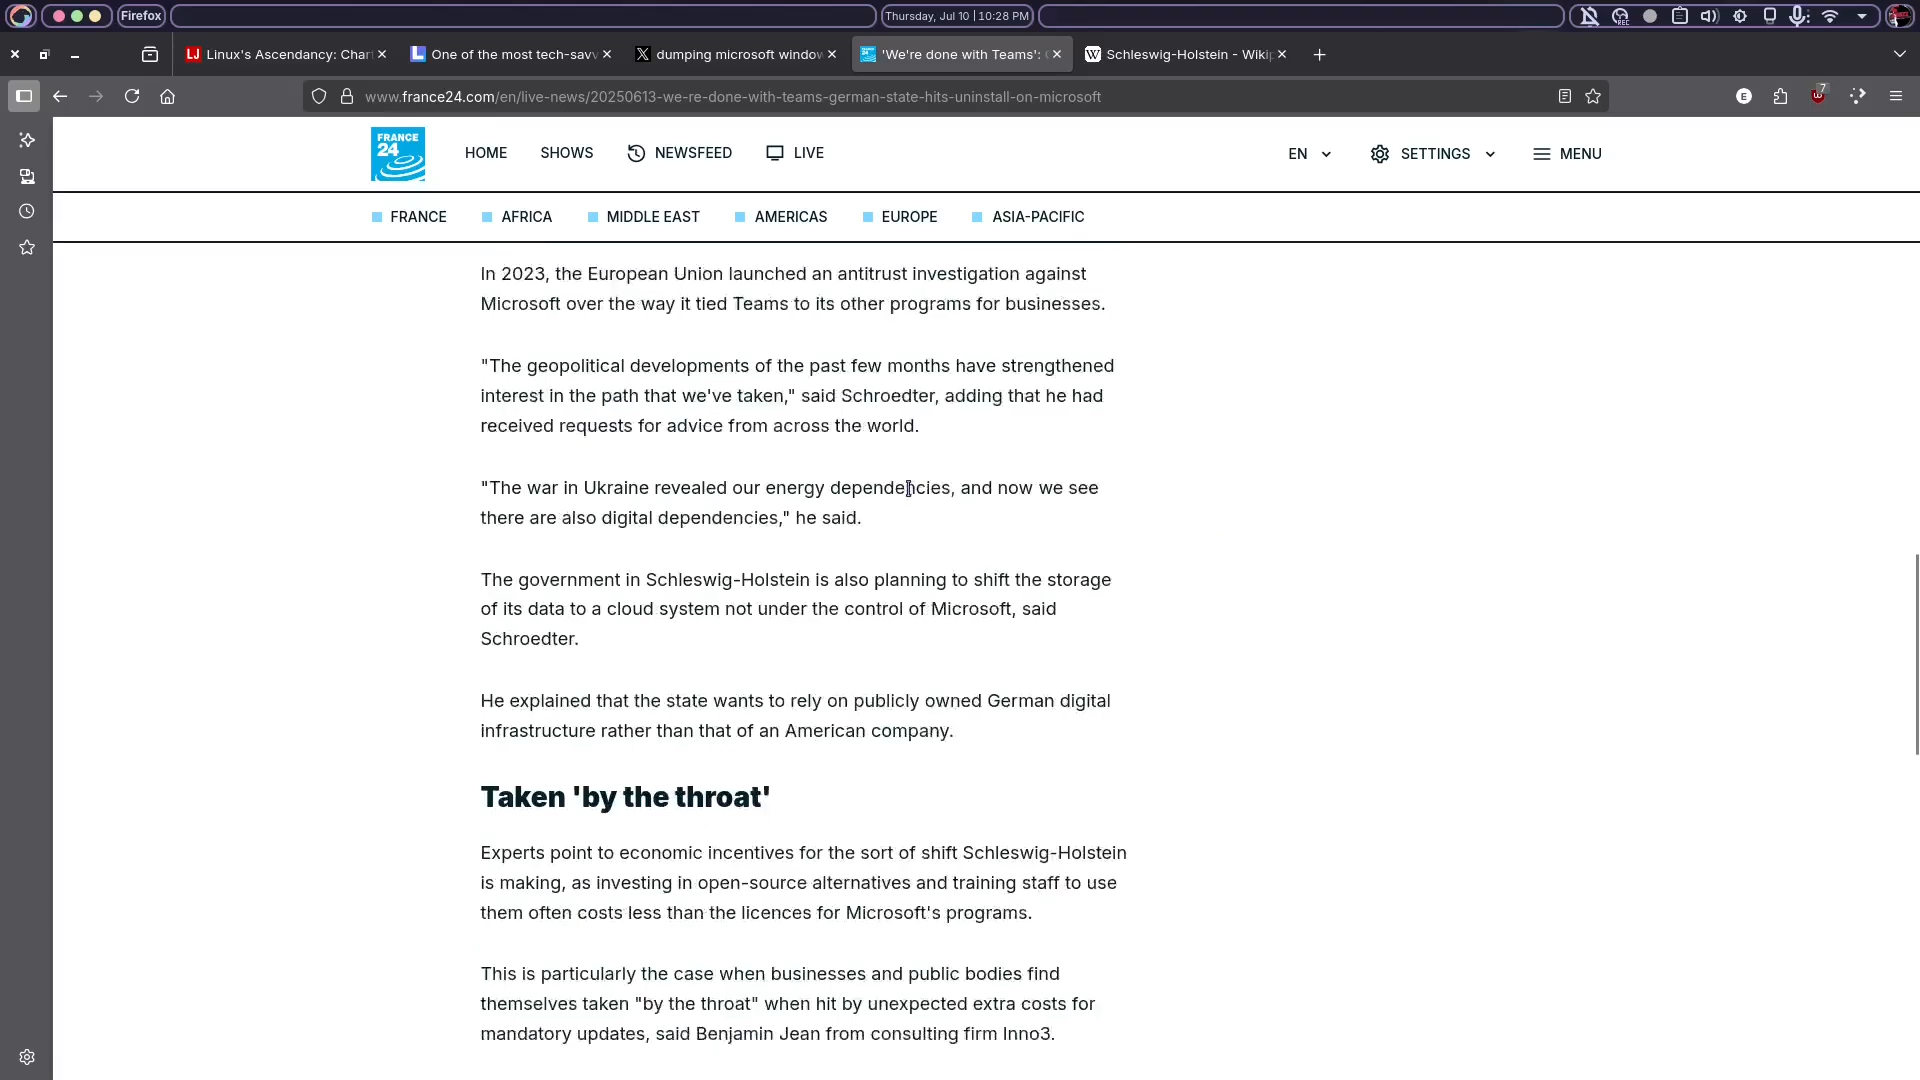 Firefox
Thursday, Jul 10 | 10:28 PM
REC
LJ Linux's Ascendancy: Char
L One of the most tech-savv
X dumping microsoft window
'We're done with Teams':
W Schleswig-Holstein - Wiki
www.france24.com/en/live-news/20250613-we-re-done-with-teams-german-state-hits-uninstall-on-microsoft
E
7
FRANCE
24
HOME
SHOWS
NEWSFEED
LIVE
EN
SETTINGS
MENU
FRANCE
AFRICA
MIDDLE EAST
AMERICAS
EUROPE
ASIA-PACIFIC
In 2023, the European Union launched an antitrust investigation against
Microsoft over the way it tied Teams to its other programs for businesses.
"The geopolitical developments of the past few months have strengthened
interest in the path that we've taken," said Schroedter, adding that he had
received requests for advice from across the world.
"The war in Ukraine revealed our energy dependencies, and now we see
there are also digital dependencies," he said.
The government in Schleswig-Holstein is also planning to shift the storage
of its data to a cloud system not under the control of Microsoft, said
Schroedter.
He explained that the state wants to rely on publicly owned German digital
infrastructure rather than that of an American company.
Taken 'by the throat'
Experts point to economic incentives for the sort of shift Schleswig-Holstein
is making, as investing in open-source alternatives and training staff to use
them often costs less than the licences for Microsoft's programs.
This is particularly the case when businesses and public bodies find
themselves taken "by the throat" when hit by unexpected extra costs for
mandatory updates, said Benjamin Jean from consulting firm Inno3.